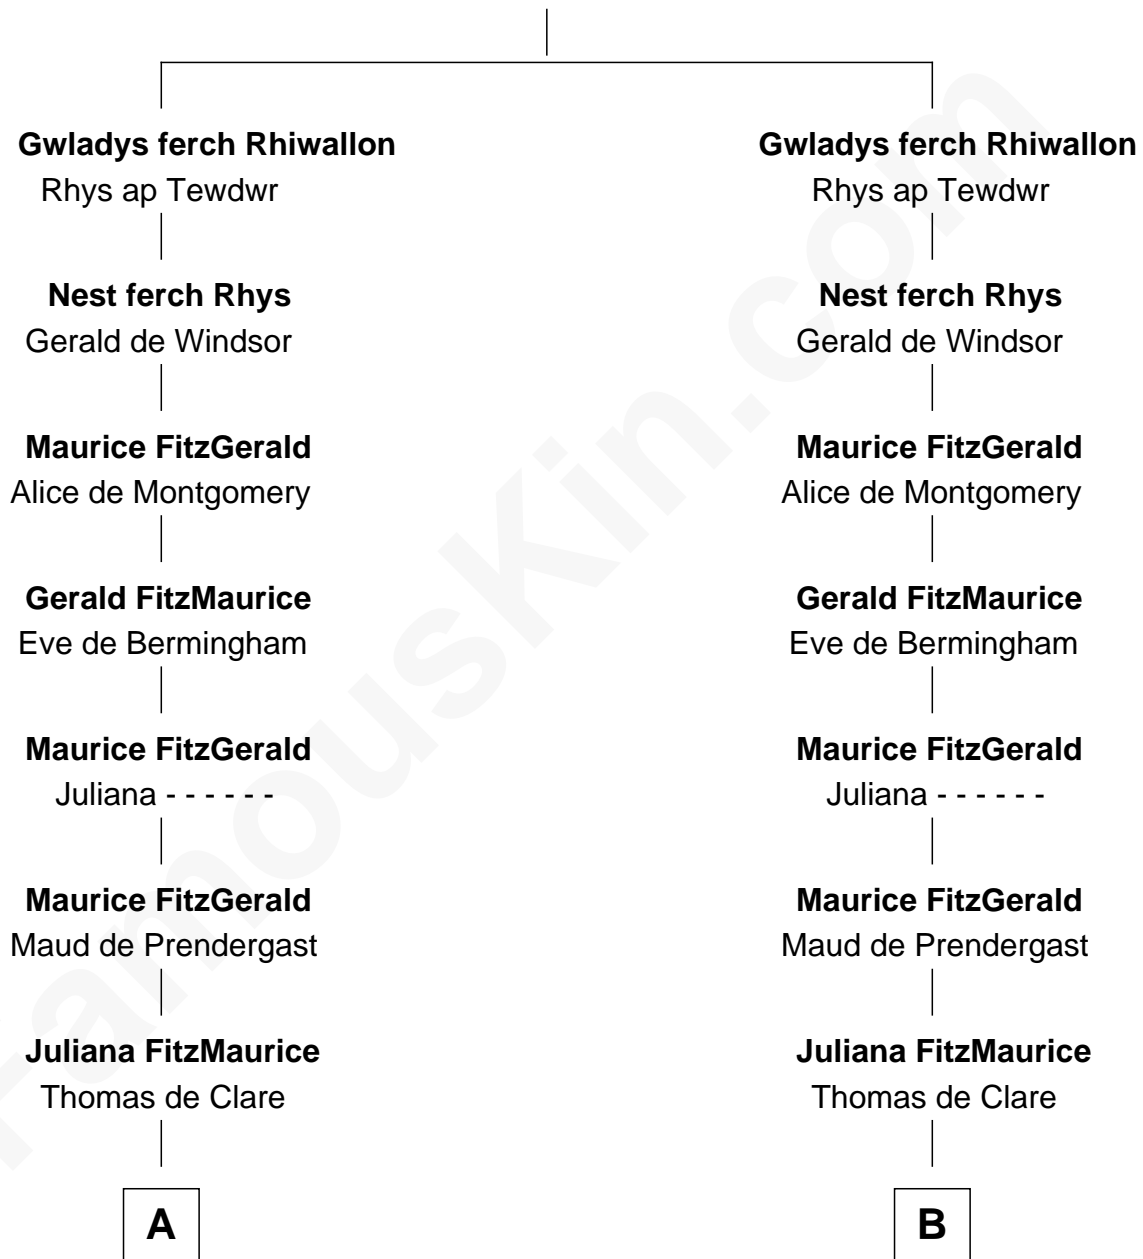 Gwladys ferch Rhiwallon
Rhys ap Tewdwr
Nest ferch Rhys
Gerald de Windsor
Maurice FitzGerald
Alice de Montgomery
Gerald FitzMaurice
Eve de Bermingham
Maurice FitzGerald
Juliana - - - - - -
Maurice FitzGerald
Maud de Prendergast
Juliana FitzMaurice
Thomas de Clare
A
Gwladys ferch Rhiwallon
Rhys ap Tewdwr
Nest ferch Rhys
Gerald de Windsor
Maurice FitzGerald
Alice de Montgomery
Gerald FitzMaurice
Eve de Bermingham
Maurice FitzGerald
Juliana - - - - - -
Maurice FitzGerald
Maud de Prendergast
Juliana FitzMaurice
Thomas de Clare
B
FamousKin.com